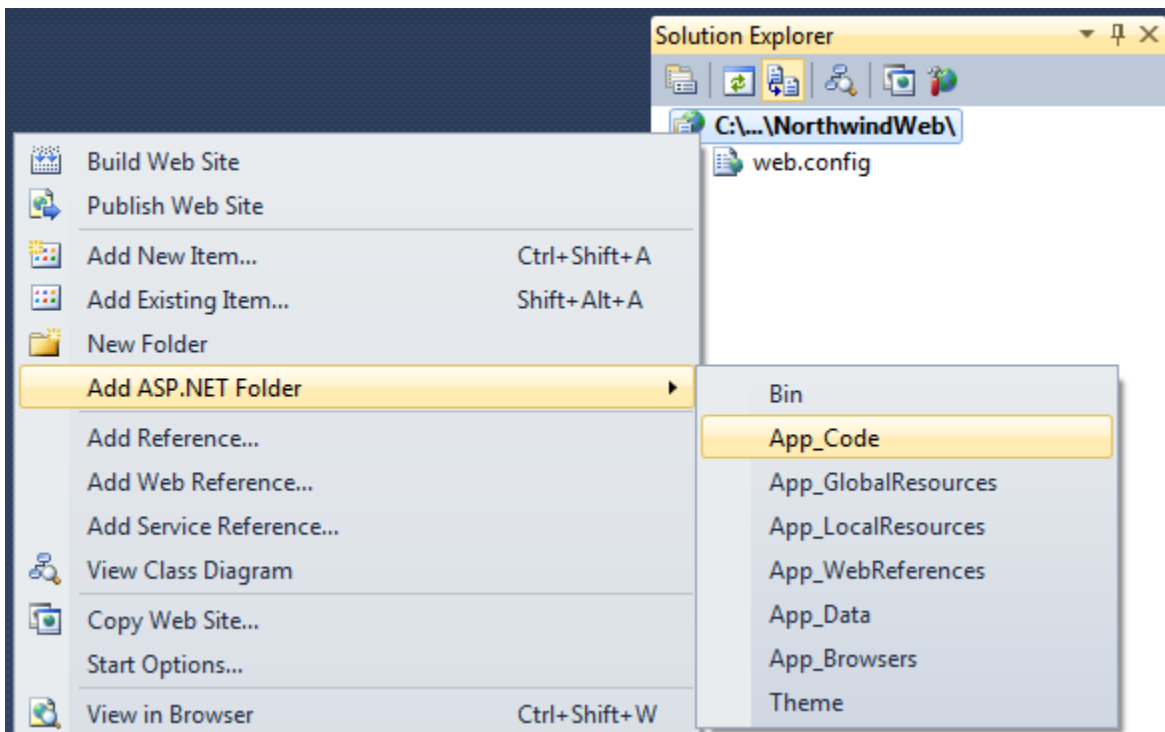 Solution Explorer
C:\...\NorthwindWeb\
web.config
Build Web Site
Publish Web Site
Add New Item... Ctrl+Shift+A
Add Existing Item... Shift+Alt+A
New Folder
Add ASP.NET Folder
Add Reference...
Add Web Reference...
Add Service Reference...
View Class Diagram
Copy Web Site...
Start Options...
View in Browser Ctrl+Shift+W
Bin
App_Code
App_GlobalResources
App_LocalResources
App_WebReferences
App_Data
App_Browsers
Theme